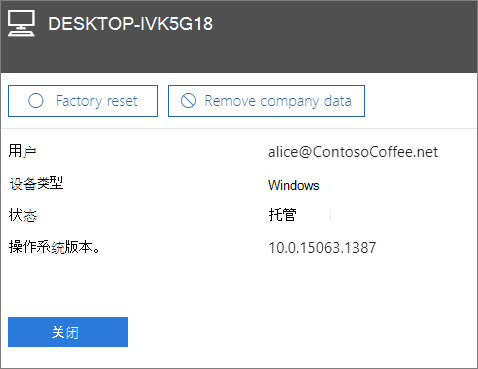 DESKTOP-IVK5G18
Factory reset
Remove company data
用户 alice@ContosoCoffee.net
设备类型 Windows
状态 托管
操作系统版本。 10.0.15063.1387
关闭